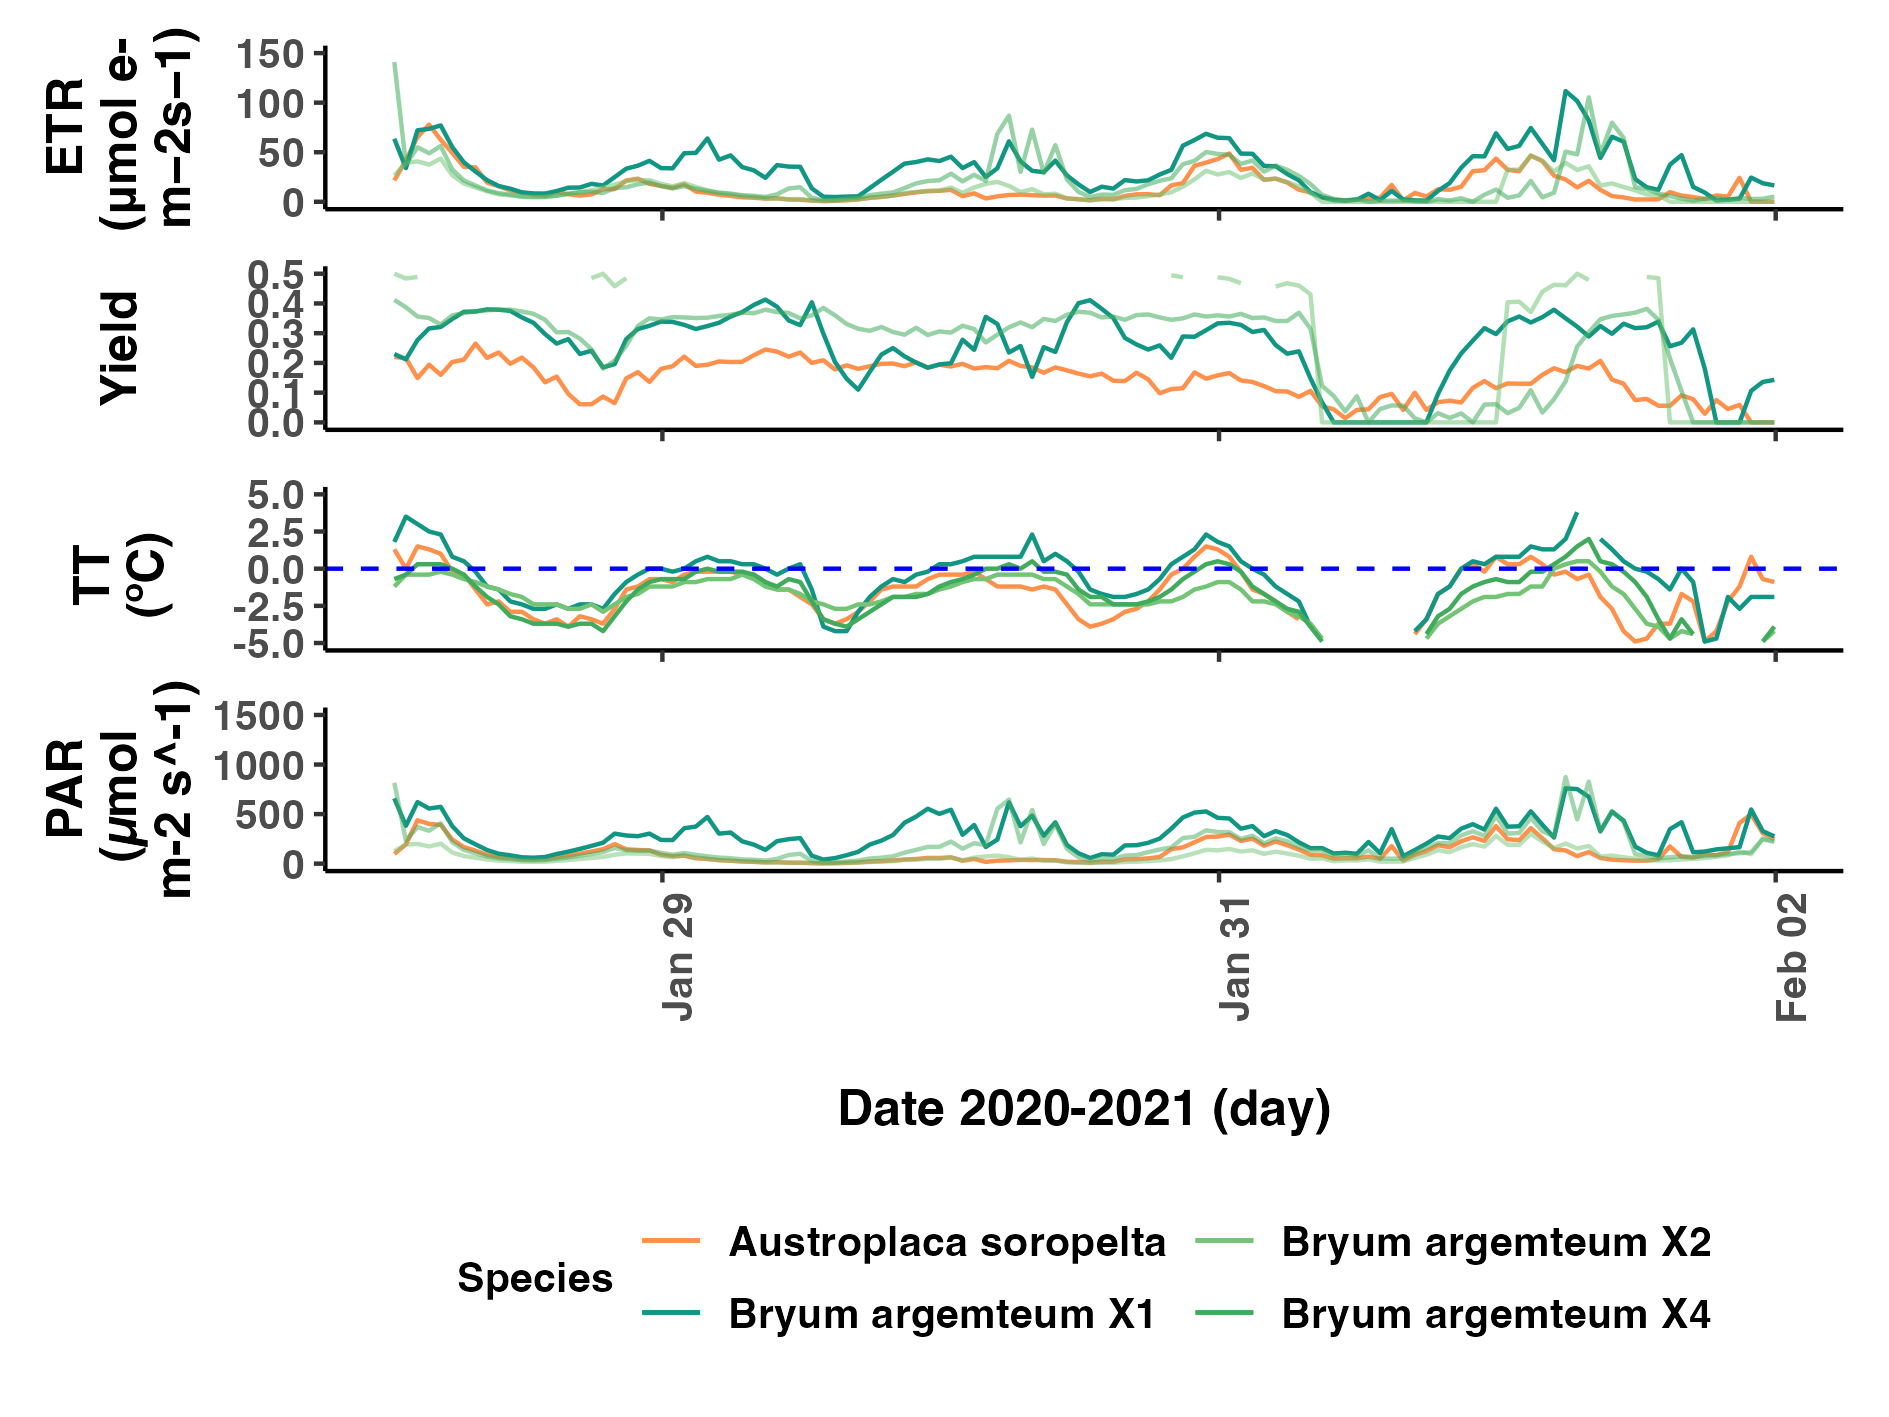 ETR
(µmol e-
m−2s−1)
150
100
50
0
Yield
0.5
0.4
0.3
0.2
0.1
0.0
TT
(ºC)
5.0
2.5
0.0
-2.5
-5.0
PAR
(µmol
m-2 s^-1)
1500
1000
500
0
Jan 29
Jan 31
Feb 02
Date 2020-2021 (day)
Species
Austroplaca soropelta
Bryum argemteum X2
Bryum argemteum X1
Bryum argemteum X4